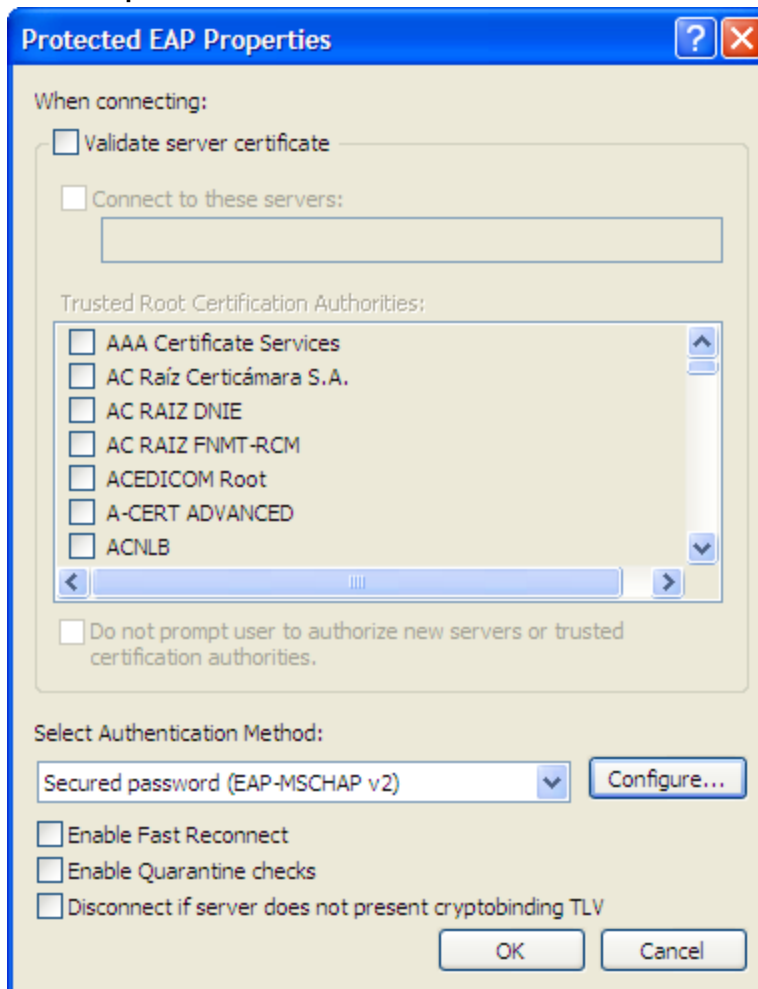 Protected EAP Properties
When connecting:
Validate server certificate
Connect to these servers:
Trusted Root Certification Authorities:
AAA Certificate Services
AC Raíz Certicámara S.A.
AC RAIZ DNIE
AC RAIZ FNMT-RCM
ACEDICOM Root
A-CERT ADVANCED
ACNLB
Do not prompt user to authorize new servers or trusted
certification authorities.
Select Authentication Method:
Secured password (EAP-MSCHAP v2)
Configure...
Enable Fast Reconnect
Enable Quarantine checks
Disconnect if server does not present cryptobinding TLV
OK Cancel